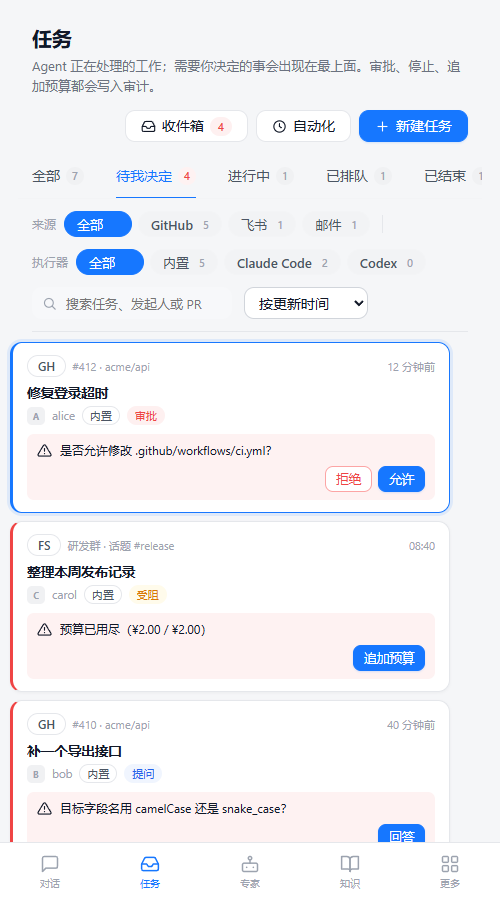 任务
Agent 正在处理的工作；需要你决定的事会出现在最上面。审批、停止、追
加预算都会写入审计。
收件箱 4 自动化 新建任务
全部 7 待我决定 4 进行中 1 已排队 1 已结束 1
来源 全部 GitHub 5 飞书 1 邮件 1
执行器 全部 内置 5 Claude Code 2 Codex 0
搜索任务、发起人或 PR 按更新时间
GH #412 · acme/api 12 分钟前
修复登录超时
A alice 内置 审批
是否允许修改 .github/workflows/ci.yml?
拒绝 允许
FS 研发群 · 话题 #release 08:40
整理本周发布记录
C carol 内置 受阻
预算已用尽（¥2.00 / ¥2.00）
追加预算
GH #410 · acme/api 40 分钟前
补一个导出接口
B bob 内置 提问
目标字段名用 camelCase 还是 snake_case?
回答
对话 任务 专家 知识 更多